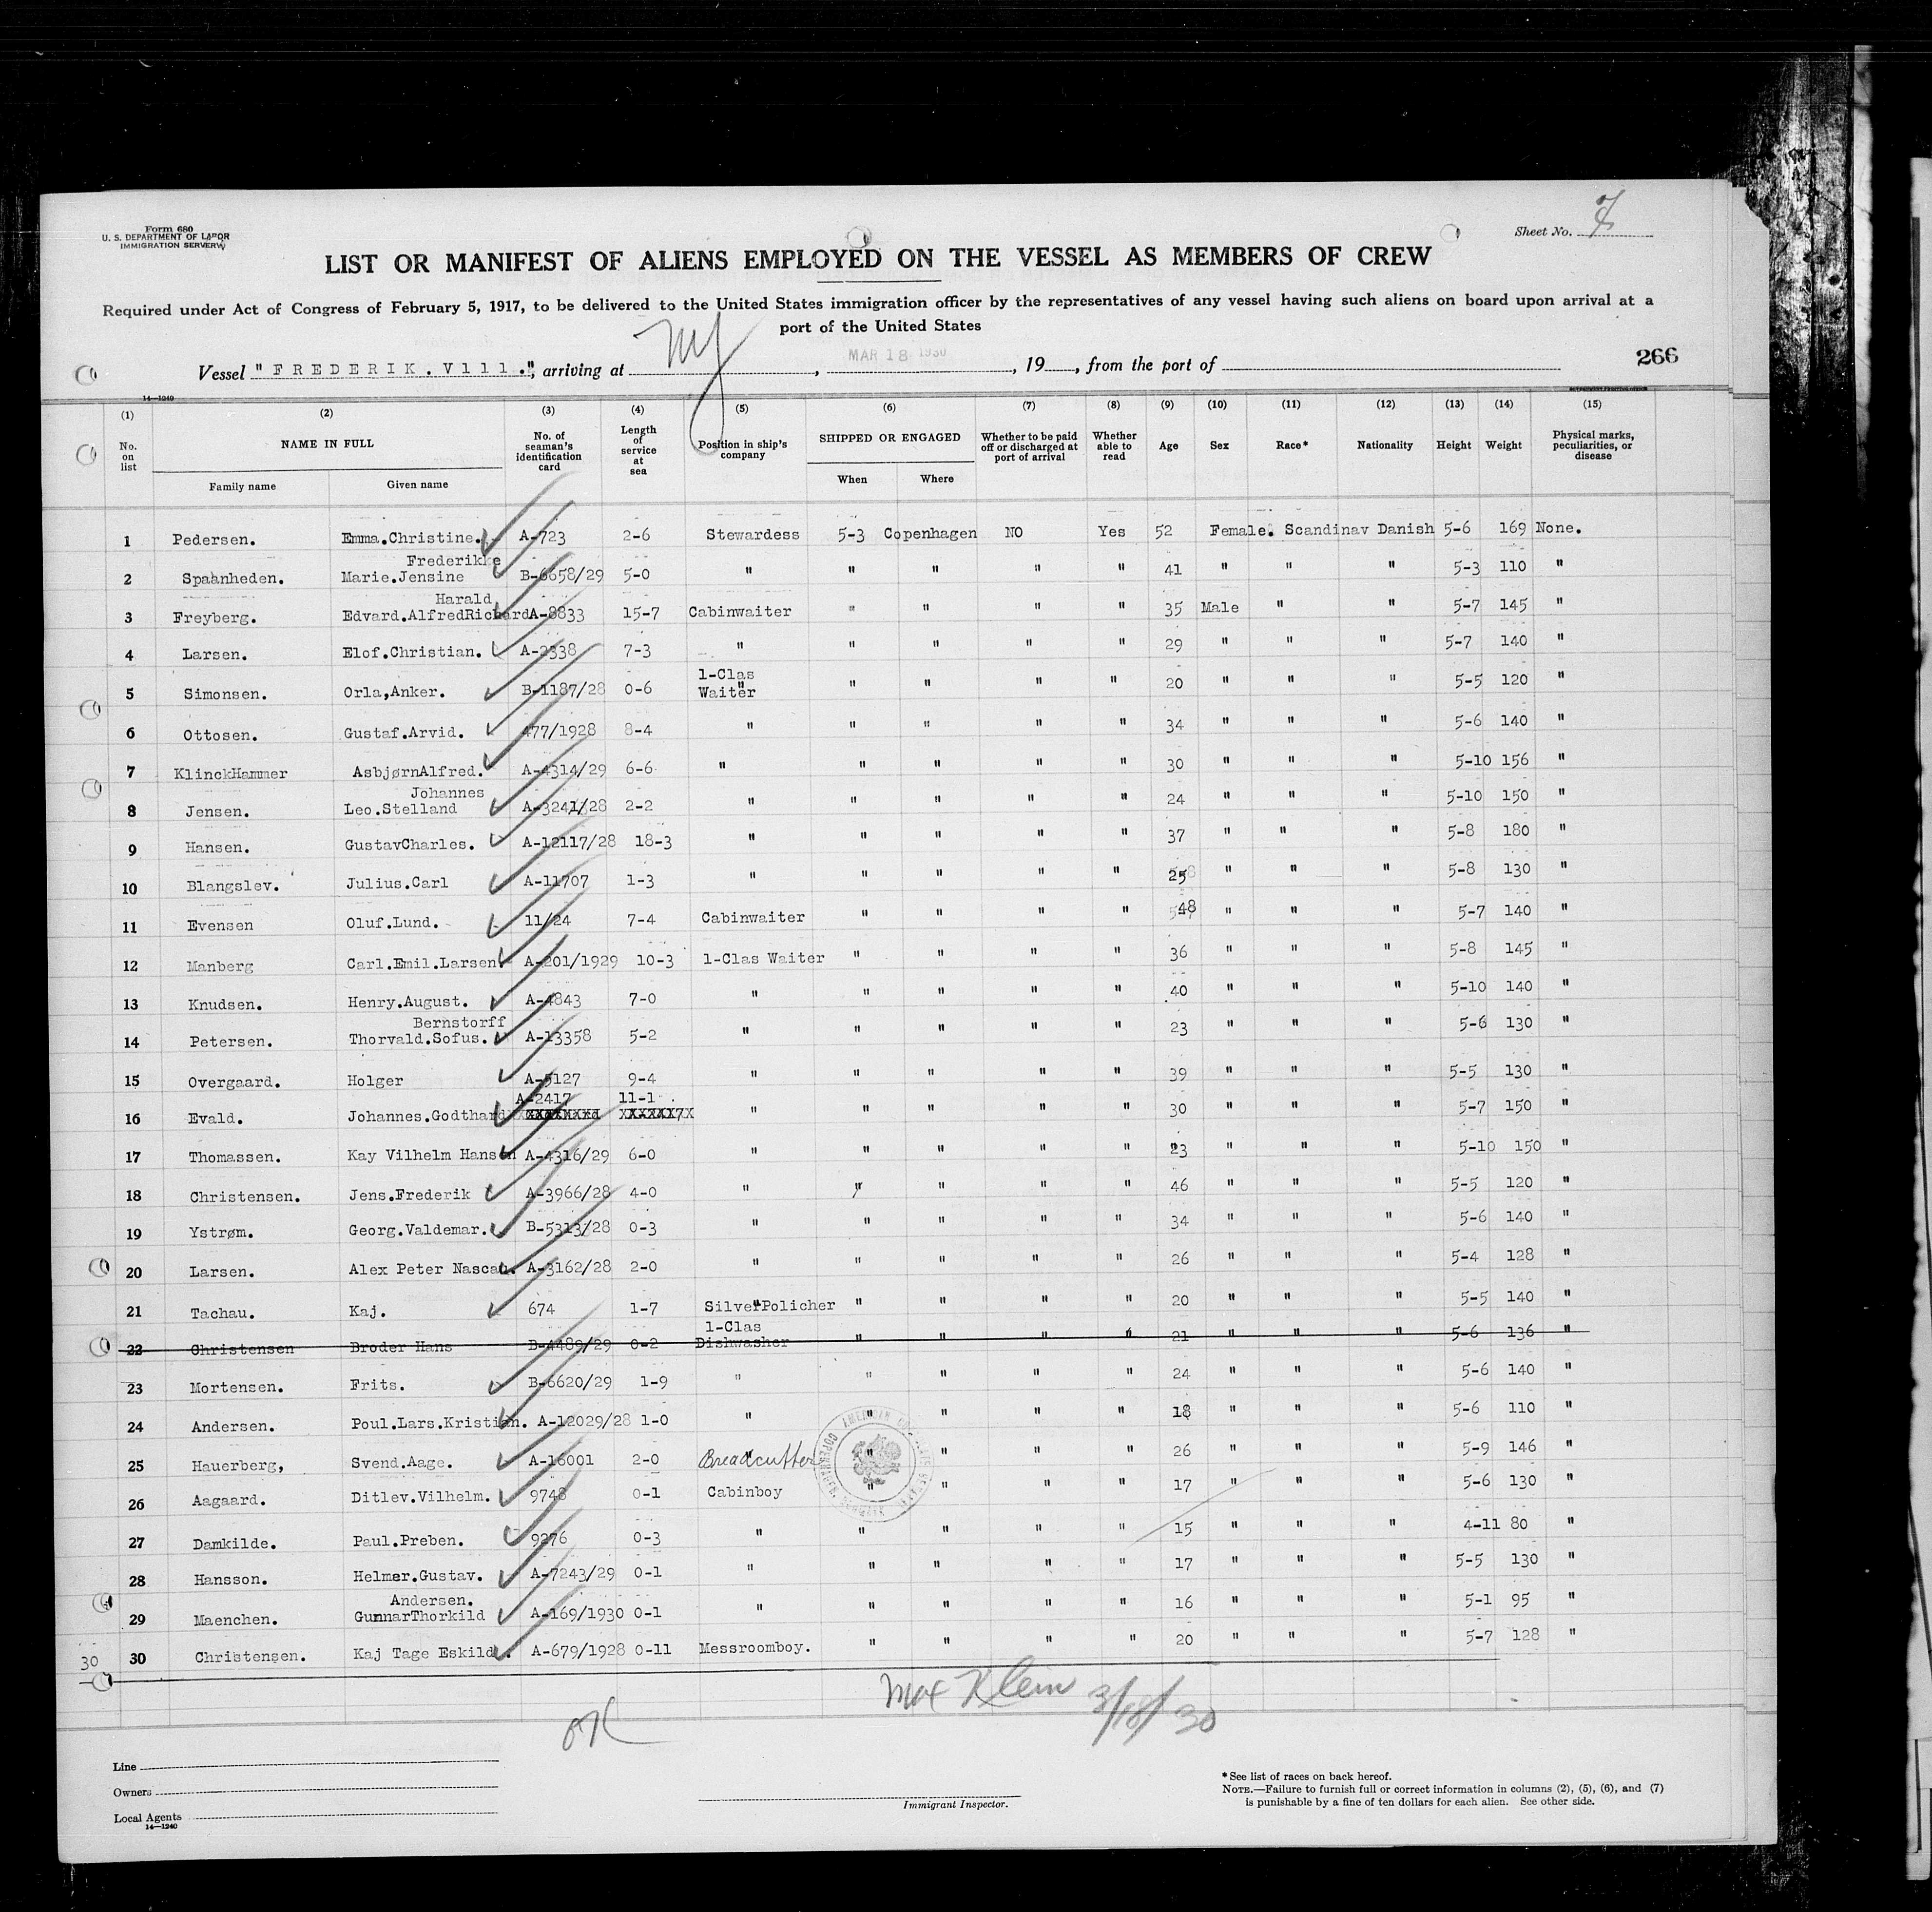 Form 680
U. S. DEPARTMENT OF LABOR
IMMIGRATION SERVICE
Sheet No. 7
LIST OR MANIFEST OF ALIENS EMPLOYED ON THE VESSEL AS MEMBERS OF CREW
Required under Act of Congress of February 5, 1917, to be delivered to the United States immigration officer by the representatives of any vessel having such aliens on board upon arrival at a
port of the United States
Vessel "FREDERIK.V111.", arriving at NY, MAR 18 1930, 19, from the port of
266
14—1240
(1) (2) (3) (4) (5) (6) (7) (8) (9) (10) (11) (12) (13) (14) (15)
No. on list NAME IN FULL No. of seaman's identification card Length of service at sea Position in ship's company SHIPPED OR ENGAGED Whether to be paid off or discharged at port of arrival Whether able to read Age Sex Race* Nationality Height Weight Physical marks, peculiarities, or disease
Family name Given name When Where
1 Pedersen. Emma.Christine. A-723 2-6 Stewardess 5-3 Copenhagen NO Yes 52 Female. Scandinav Danish 5-6 169 None.
Frederikke
2 Spaanheden. Marie.Jensine B-6658/29 5-0 " " " " " 41 " " " 5-3 110 "
Harald
3 Freyberg. Edvard.AlfredRichard A-8833 15-7 Cabinwaiter " " " " 35 Male " " 5-7 145 "
4 Larsen. Elof.Christian. A-2338 7-3 " " " " " 29 " " " 5-7 140 "
1-Clas
5 Simonsen. Orla,Anker. B-1187/28 0-6 Waiter " " " " 20 " " " 5-5 120 "
6 Ottosen. Gustaf.Arvid. 477/1928 8-4 " " " " " 34 " " " 5-6 140 "
7 KlinckHammer AsbjørnAlfred. A-4314/29 6-6 " " " " " 30 " " " 5-10 156 "
Johannes
8 Jensen. Leo.Stelland A-3241/28 2-2 " " " " " 24 " " " 5-10 150 "
9 Hansen. GustavCharles. A-12117/28 18-3 " " " " " 37 " " " 5-8 180 "
10 Blangslev. Julius.Carl A-11707 1-3 " " " " " 25 " " " 5-8 130 "
11 Evensen Oluf.Lund. 11/24 7-4 Cabinwaiter " " " " 48 " " " 5-7 140 "
12 Manberg Carl.Emil.Larsen A-201/1929 10-3 1-Clas Waiter " " " " 36 " " " 5-8 145 "
13 Knudsen. Henry.August. A-4843 7-0 " " " " " 40 " " " 5-10 140 "
Bernstorff
14 Petersen. Thorvald.Sofus. A-13358 5-2 " " " " " 23 " " " 5-6 130 "
15 Overgaard. Holger A-5127 9-4 " " " " " 39 " " " 5-5 130 "
A-2417 11-1
16 Evald. Johannes.Godthard " " " " " 30 " " " 5-7 150 "
17 Thomassen. Kay Vilhelm Hansen A-4316/29 6-0 " " " " " 23 " " " 5-10 150 "
18 Christensen. Jens.Frederik A-3966/28 4-0 " " " " " 46 " " " 5-5 120 "
19 Ystrøm. Georg.Valdemar. B-5313/28 0-3 " " " " " 34 " " " 5-6 140 "
20 Larsen. Alex Peter Nascau. A-3162/28 2-0 " " " " " 26 " " " 5-4 128 "
21 Tachau. Kaj. 674 1-7 Silver Policher " " " " 20 " " " 5-5 140 "
1-Clas
22 Christensen Broder Hans B-4489/29 0-2 Dishwasher " " " " 21 " " " 5-6 136 "
23 Mortensen. Frits. B-6620/29 1-9 " " " " " 24 " " " 5-6 140 "
24 Andersen. Poul.Lars.Kristian. A-12029/28 1-0 " " " " " 18 " " " 5-6 110 "
25 Hauerberg, Svend.Aage. A-16001 2-0 Breadcutter " " " " 26 " " " 5-9 146 "
26 Aagaard. Ditlev.Vilhelm. 9748 0-1 Cabinboy " " " " 17 " " " 5-6 130 "
27 Damkilde. Paul.Preben. 9276 0-3 " " " " " 15 " " " 4-11 80 "
28 Hansson. Helmer.Gustav. A-7243/29 0-1 " " " " " 17 " " " 5-5 130 "
Andersen.
29 Maenchen. GunnarThorkild A-169/1930 0-1 " " " " " 16 " " " 5-1 95 "
30 30 Christensen. Kaj Tage Eskild. A-679/1928 0-11 Messroomboy. " " " " 20 " " " 5-7 128 "
Max Klein 3/18/30
OK
Line
Owners
Local Agents
14—1240
Immigrant Inspector.
* See list of races on back hereof.
NOTE.—Failure to furnish full or correct information in columns (2), (5), (6), and (7)
is punishable by a fine of ten dollars for each alien. See other side.